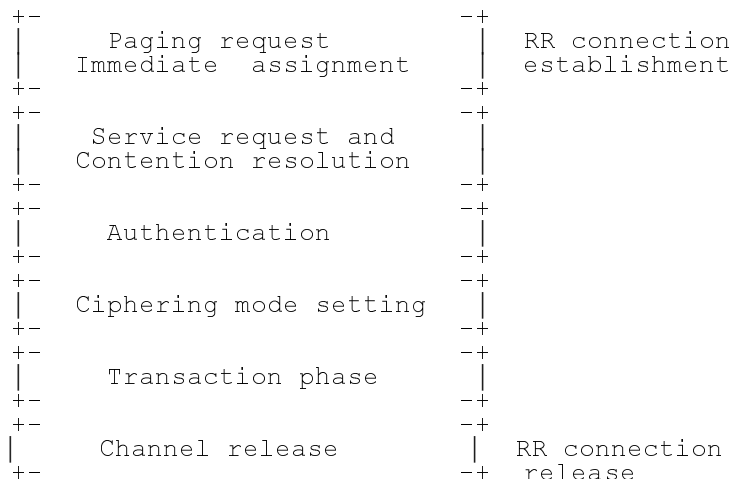 Paging request RR connection
Immediate assignment establishment
Service request and
Contention resolution
Authentication
Ciphering mode setting
Transaction phase
Channel release RR connection
release